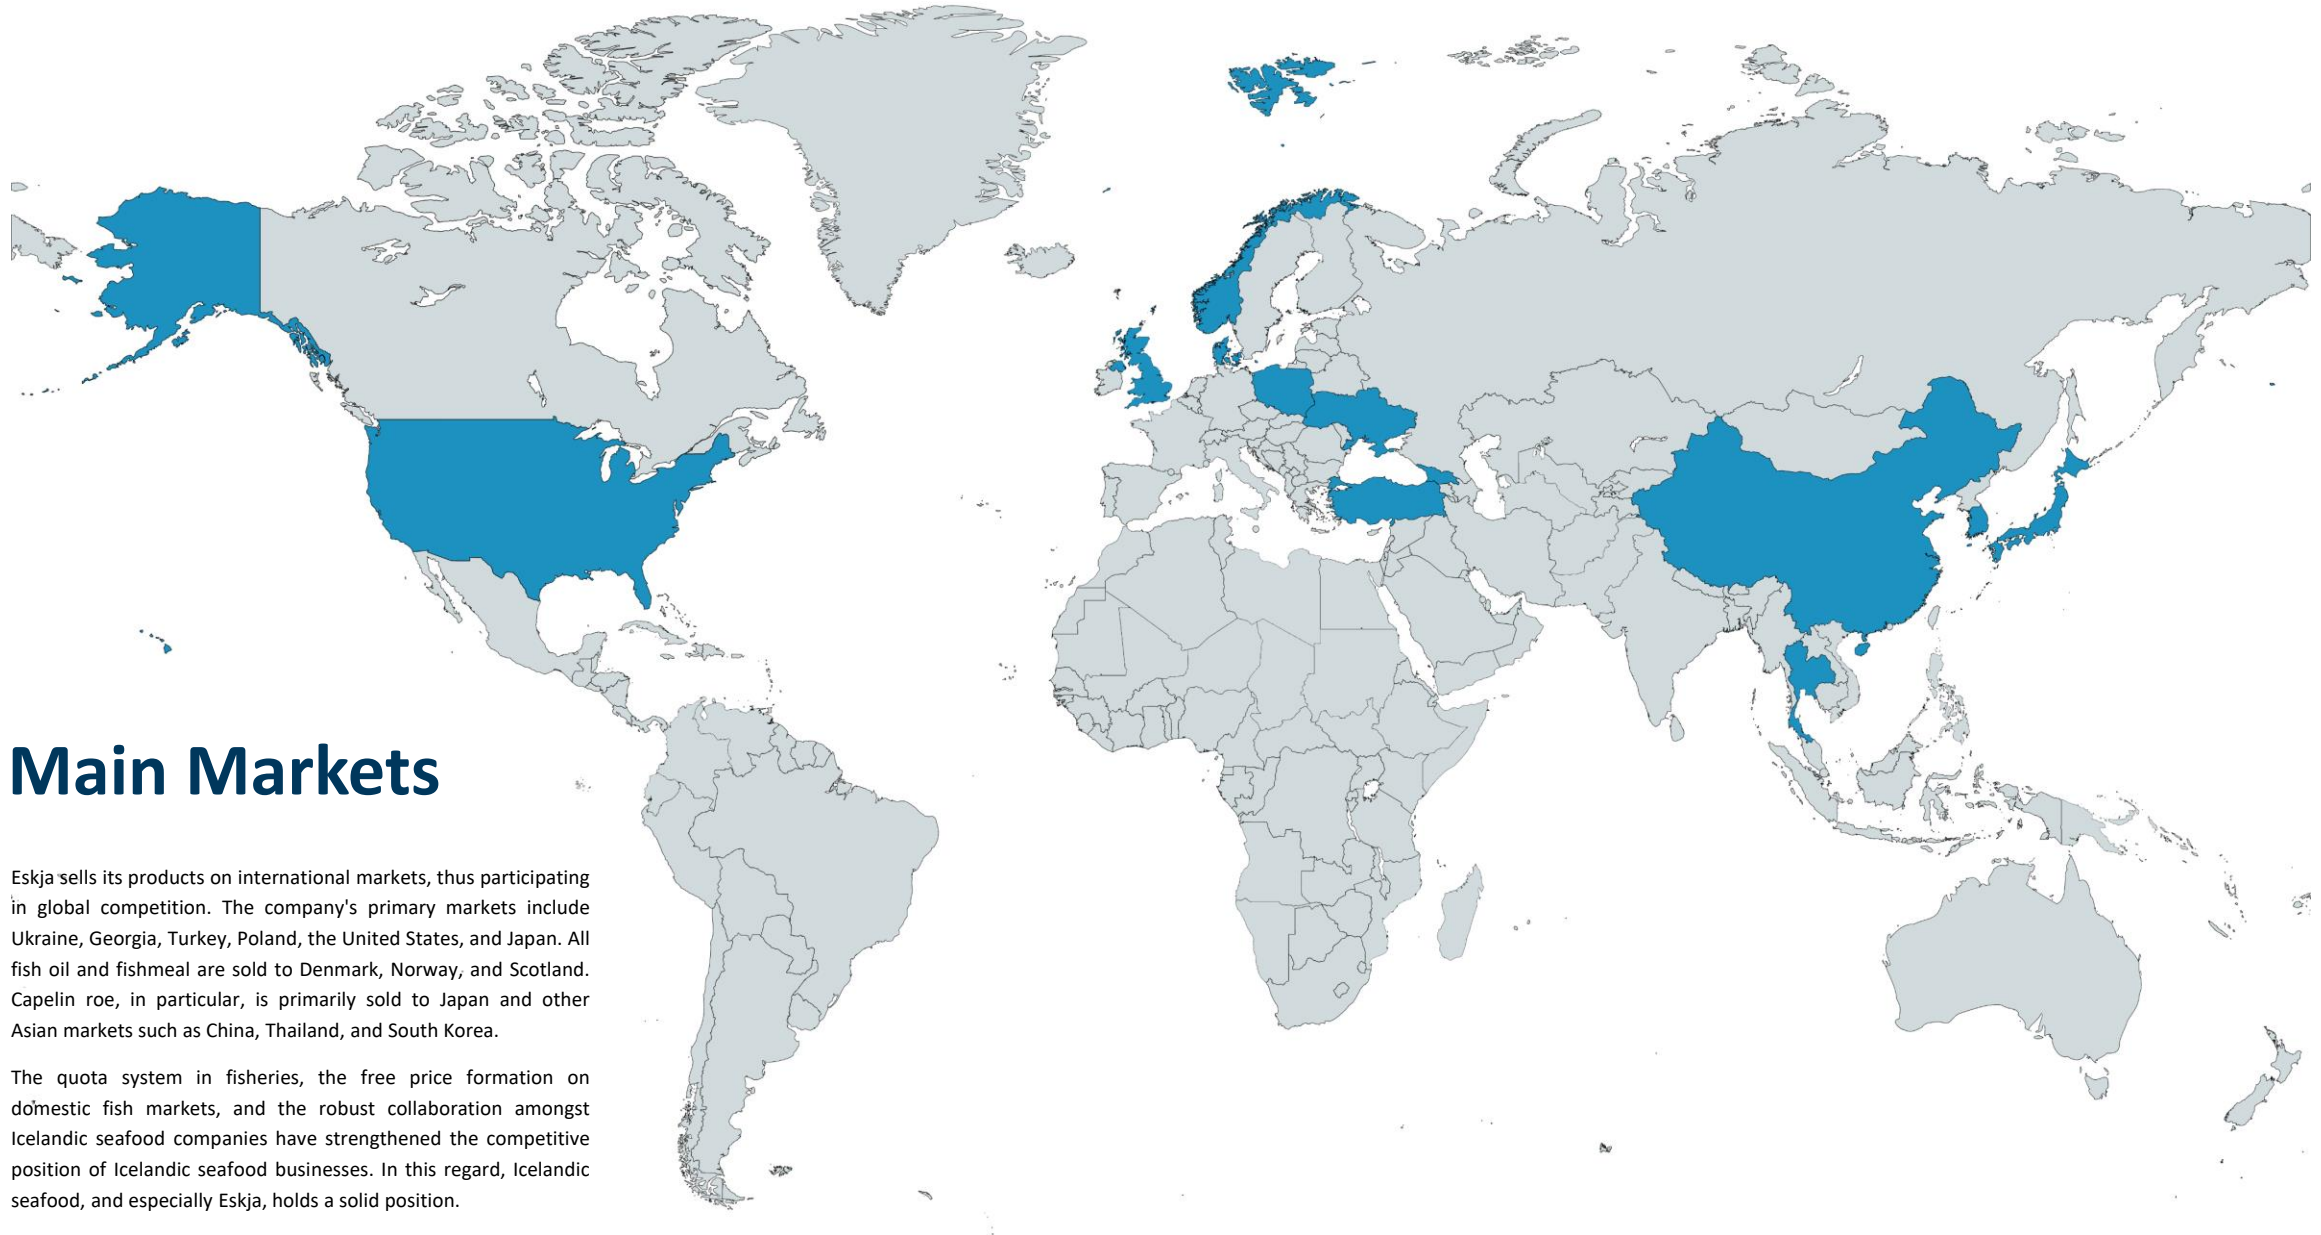 Main Markets
Eskja sells its products on international markets, thus participating
in global competition. The company's primary markets include
Ukraine, Georgia, Turkey, Poland, the United States, and Japan. All
fish oil and fishmeal are sold to Denmark, Norway, and Scotland.
Capelin roe, in particular, is primarily sold to Japan and other
Asian markets such as China, Thailand, and South Korea.
The quota system in fisheries, the free price formation on
domestic fish markets, and the robust collaboration amongst
Icelandic seafood companies have strengthened the competitive
position of Icelandic seafood businesses. In this regard, Icelandic
seafood, and especially Eskja, holds a solid position.